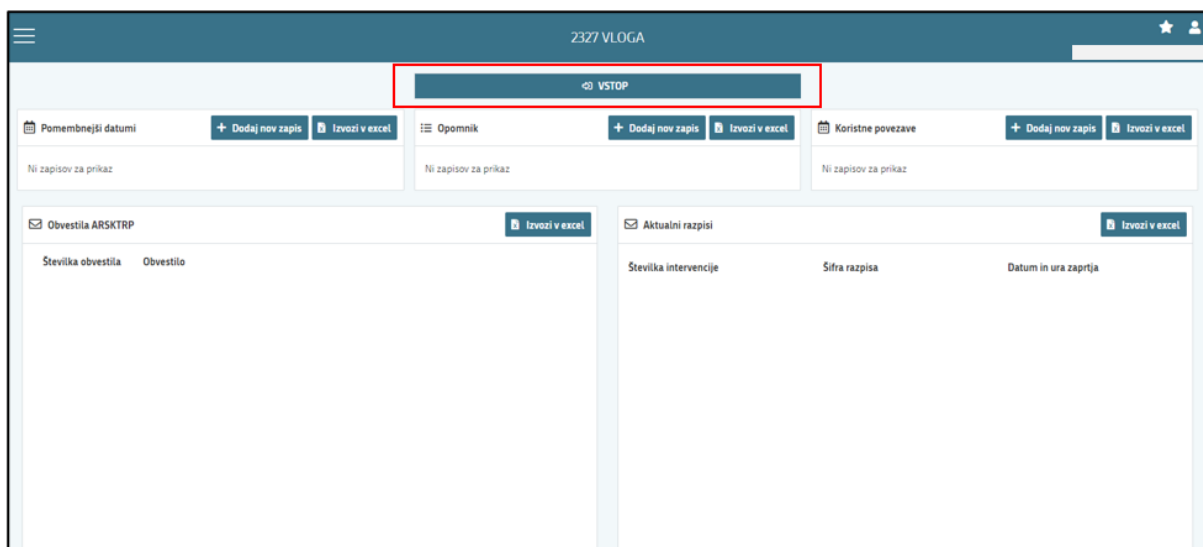 2327 VLOGA
VSTOP
Pomembnejši datumi
+ Dodaj nov zapis
Izvozi v excel
Ni zapisov za prikaz
Opomnik
+ Dodaj nov zapis
Izvozi v excel
Ni zapisov za prikaz
Koristne povezave
+ Dodaj nov zapis
Izvozi v excel
Ni zapisov za prikaz
Obvestila ARSKTRP
Izvozi v excel
Številka obvestila Obvestilo
Aktualni razpisi
Izvozi v excel
Številka intervencije Šifra razpisa Datum in ura zaprtja